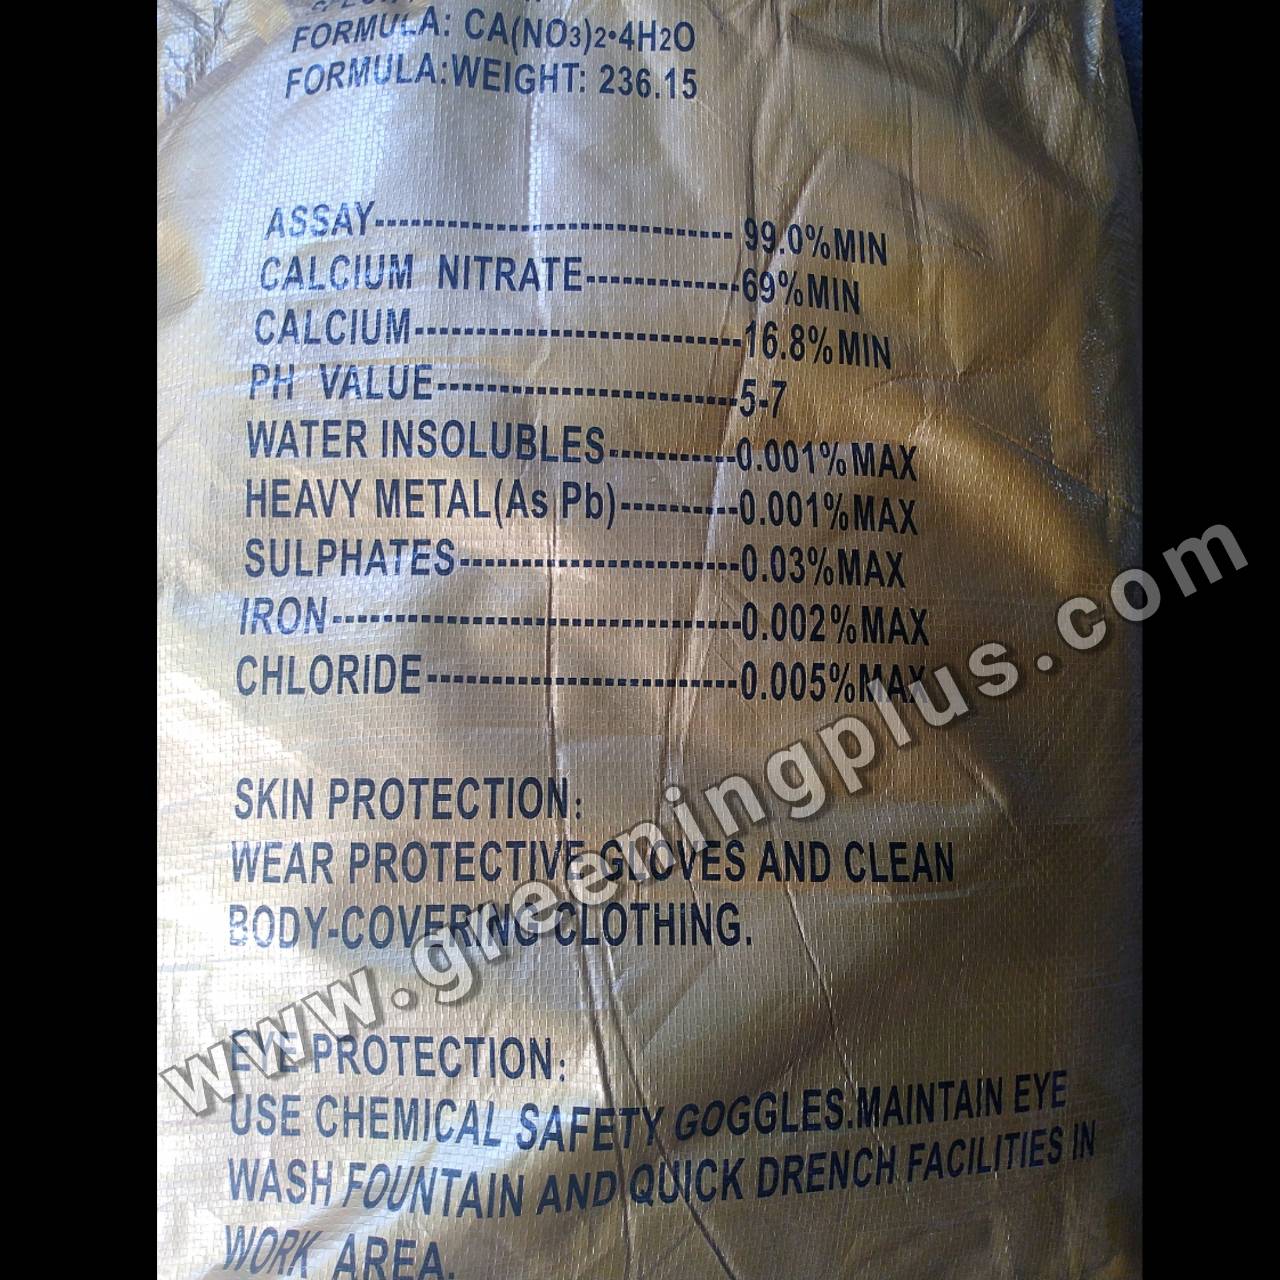 FORMULA: CA(NO3)2•4H2O
FORMULA:WEIGHT: 236.15
ASSAY------------------------------ 99.0%MIN
CALCIUM NITRATE-------------69%MIN
CALCIUM---------------------------16.8%MIN
PH VALUE-------------------------5-7
WATER INSOLUBLES-----------0.001%MAX
HEAVY METAL(As Pb)----------0.001%MAX
SULPHATES-----------------------0.03%MAX
IRON----------------------------------0.002%MAX
CHLORIDE--------------------------0.005%MAX
SKIN PROTECTION:
WEAR PROTECTIVE GLOVES AND CLEAN
BODY-COVERING CLOTHING.
EYE PROTECTION:
USE CHEMICAL SAFETY GOGGLES.MAINTAIN EYE
WASH FOUNTAIN AND QUICK DRENCH FACILITIES IN
WORK AREA.
www.greeningplus.com